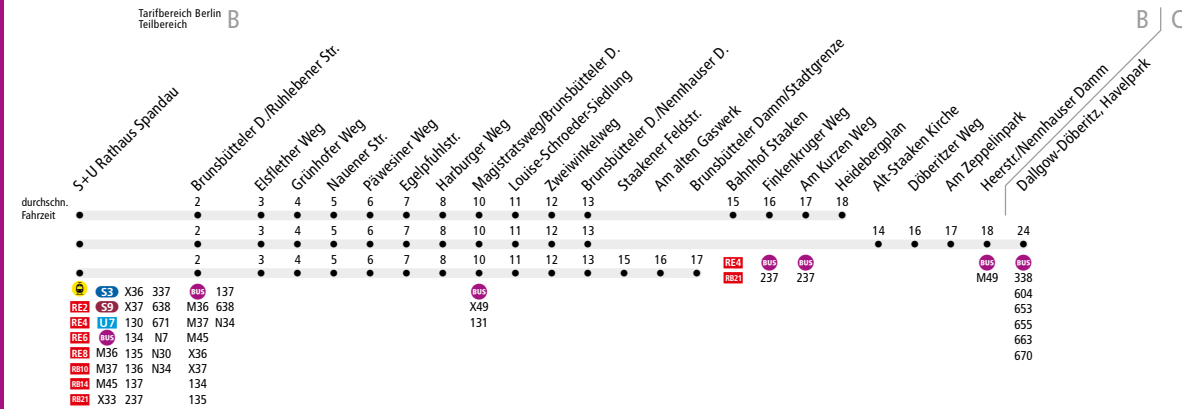 Tarifbereich Berlin B
Teilbereich
B C
S+U Rathaus Spandau
Brunsbütteler D./Ruhlebener Str.
Elsflether Weg
Grünhofer Weg
Nauener Str.
Päwesiner Weg
Egelpfuhlstr.
Harburger Weg
Magistratsweg/Brunsbütteler D.
Louise-Schroeder-Siedlung
Zweiwinkelweg
Brunsbütteler D./Nennhauser D.
Staakener Feldstr.
Am alten Gaswerk
Brunsbütteler Damm/Stadtgrenze
Bahnhof Staaken
Finkenkruger Weg
Am Kurzen Weg
Heidebergplan
Alt-Staaken Kirche
Döberitzer Weg
Am Zeppelinpark
Heerstr./Nennhauser Damm
Dallgow-Döberitz, Havelpark
durchschn.
Fahrzeit
2 3 4 5 6 7 8 10 11 12 13 15 16 17 18
2 3 4 5 6 7 8 10 11 12 13 14 16 17 18 24
2 3 4 5 6 7 8 10 11 12 13 15 16 17
RE4 BUS BUS BUS BUS
RB21 237 237 M49 338
S3 X36 337 BUS 137 BUS 604
RE2 S9 X37 638 M36 638 X49 653
RE4 U7 130 671 M37 N34 131 655
RE6 BUS 134 N7 M45 663
RE8 M36 135 N30 X36 670
RB10 M37 136 N34 X37
RB14 M45 137 134
RB21 X33 237 135